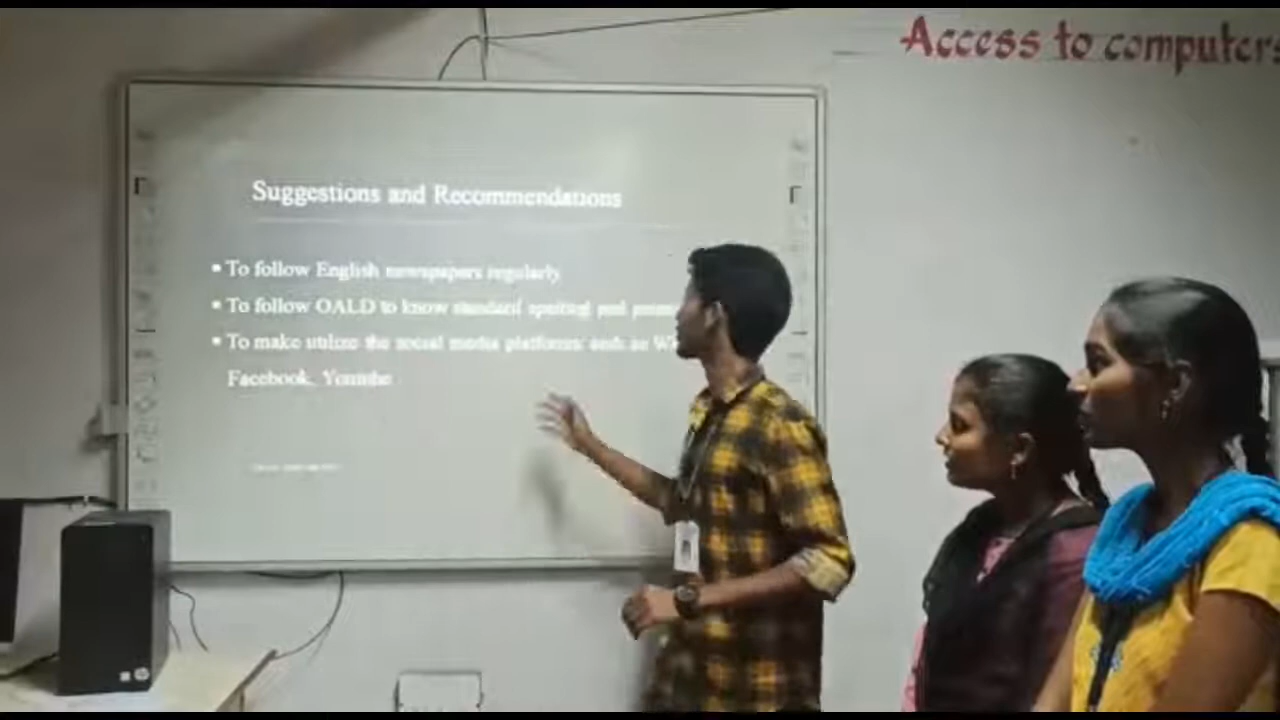 Access to computers
Suggestions and Recommendations
▪ To follow English newspapers regularly
▪ To follow OALD to know standard spelling and
▪ To make utilize the social media platforms such as
Facebook, Youtube
hp